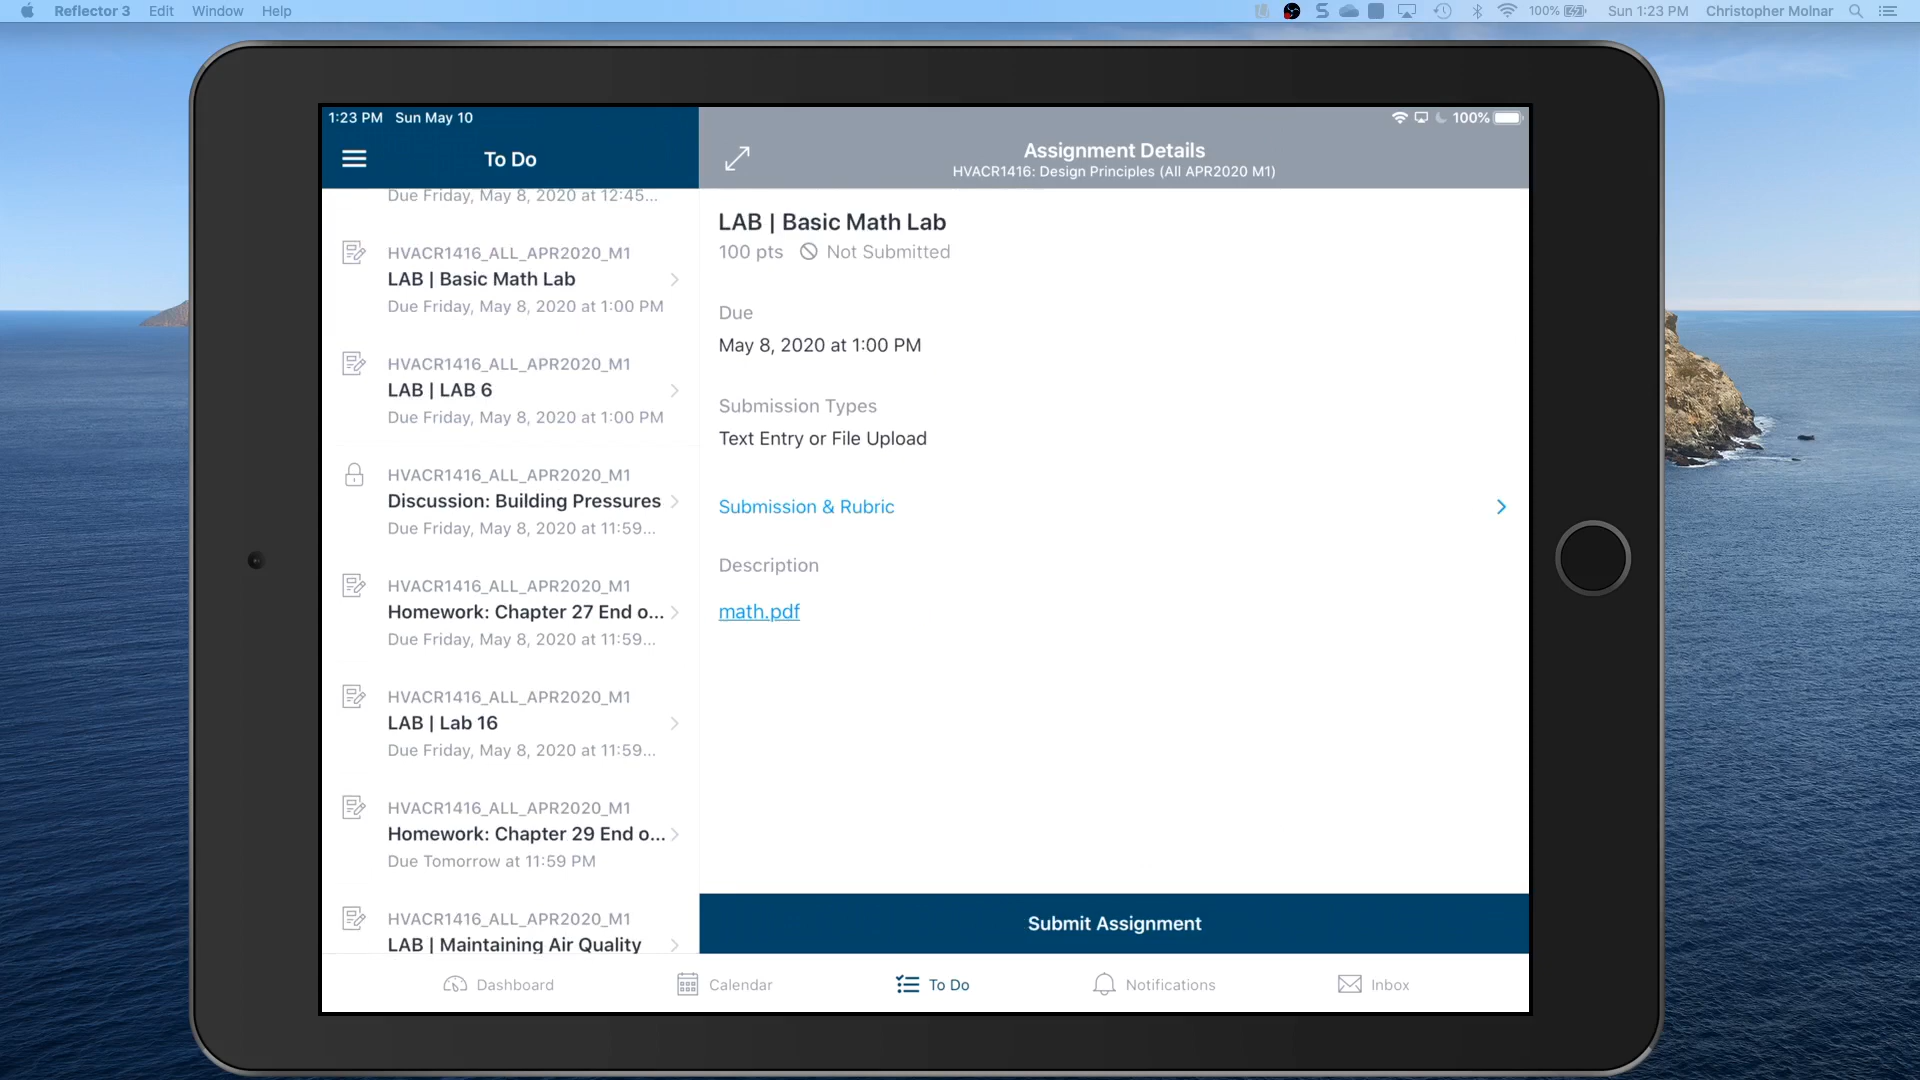 Reflector 3 Edit Window Help
100% Sun 1:23 PM Christopher Molnar
1:23 PM Sun May 10
100%
To Do
Due Friday, May 8, 2020 at 12:45...
HVACR1416_ALL_APR2020_M1
LAB | Basic Math Lab
Due Friday, May 8, 2020 at 1:00 PM
HVACR1416_ALL_APR2020_M1
LAB | LAB 6
Due Friday, May 8, 2020 at 1:00 PM
HVACR1416_ALL_APR2020_M1
Discussion: Building Pressures
Due Friday, May 8, 2020 at 11:59...
HVACR1416_ALL_APR2020_M1
Homework: Chapter 27 End o...
Due Friday, May 8, 2020 at 11:59...
HVACR1416_ALL_APR2020_M1
LAB | Lab 16
Due Friday, May 8, 2020 at 11:59...
HVACR1416_ALL_APR2020_M1
Homework: Chapter 29 End o...
Due Tomorrow at 11:59 PM
HVACR1416_ALL_APR2020_M1
LAB | Maintaining Air Quality
Assignment Details
HVACR1416: Design Principles (All APR2020 M1)
LAB | Basic Math Lab
100 pts Not Submitted
Due
May 8, 2020 at 1:00 PM
Submission Types
Text Entry or File Upload
Submission & Rubric
Description
math.pdf
Submit Assignment
Dashboard
Calendar
To Do
Notifications
Inbox